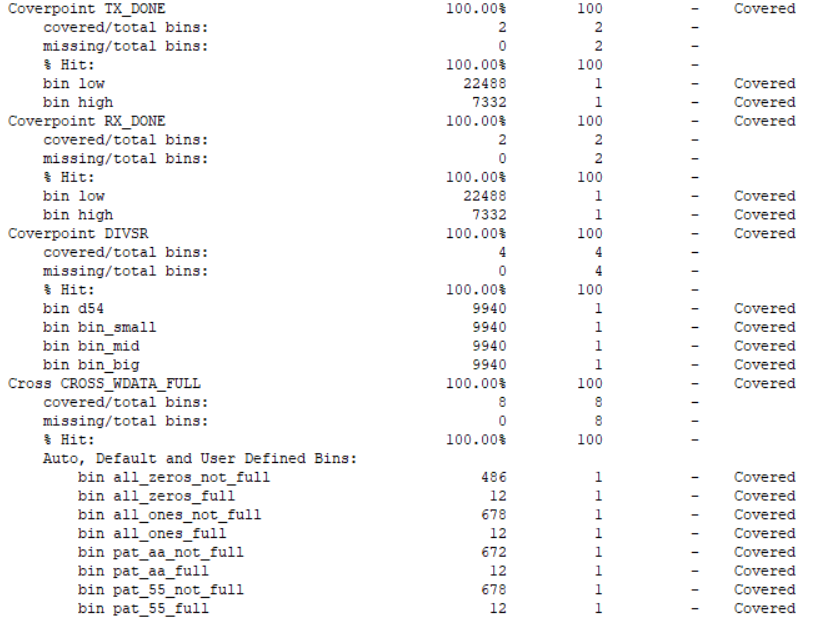 Coverpoint TX_DONE 100.00% 100 - Covered
covered/total bins: 2 2 -
missing/total bins: 0 2 -
% Hit: 100.00% 100 -
bin low 22488 1 - Covered
bin high 7332 1 - Covered
Coverpoint RX_DONE 100.00% 100 - Covered
covered/total bins: 2 2 -
missing/total bins: 0 2 -
% Hit: 100.00% 100 -
bin low 22488 1 - Covered
bin high 7332 1 - Covered
Coverpoint DIVSR 100.00% 100 - Covered
covered/total bins: 4 4 -
missing/total bins: 0 4 -
% Hit: 100.00% 100 -
bin d54 9940 1 - Covered
bin bin_small 9940 1 - Covered
bin bin_mid 9940 1 - Covered
bin bin_big 9940 1 - Covered
Cross CROSS_WDATA_FULL 100.00% 100 - Covered
covered/total bins: 8 8 -
missing/total bins: 0 8 -
% Hit: 100.00% 100 -
Auto, Default and User Defined Bins:
bin all_zeros_not_full 486 1 - Covered
bin all_zeros_full 12 1 - Covered
bin all_ones_not_full 678 1 - Covered
bin all_ones_full 12 1 - Covered
bin pat_aa_not_full 672 1 - Covered
bin pat_aa_full 12 1 - Covered
bin pat_55_not_full 678 1 - Covered
bin pat_55_full 12 1 - Covered